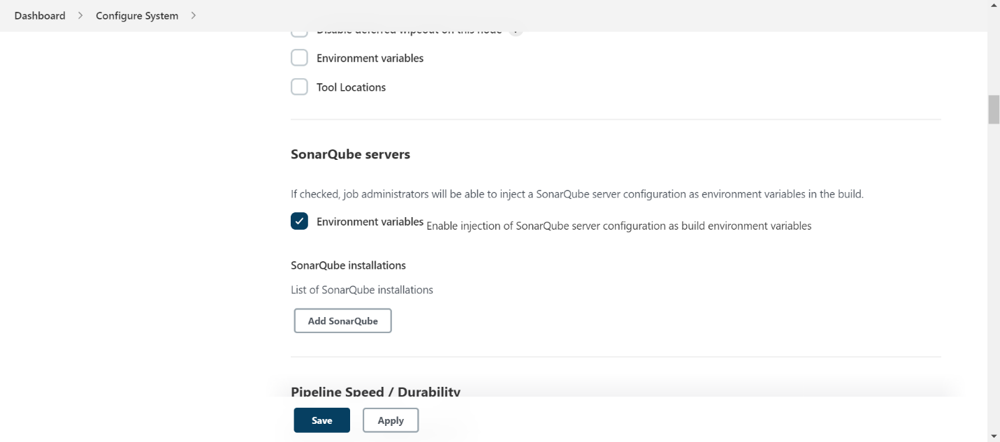 Dashboard > Configure System >
Disable deferred wipeout on this node ?
Environment variables
Tool Locations
SonarQube servers
If checked, job administrators will be able to inject a SonarQube server configuration as environment variables in the build.
Environment variables Enable injection of SonarQube server configuration as build environment variables
SonarQube installations
List of SonarQube installations
Add SonarQube
Pipeline Speed / Durability
Save Apply